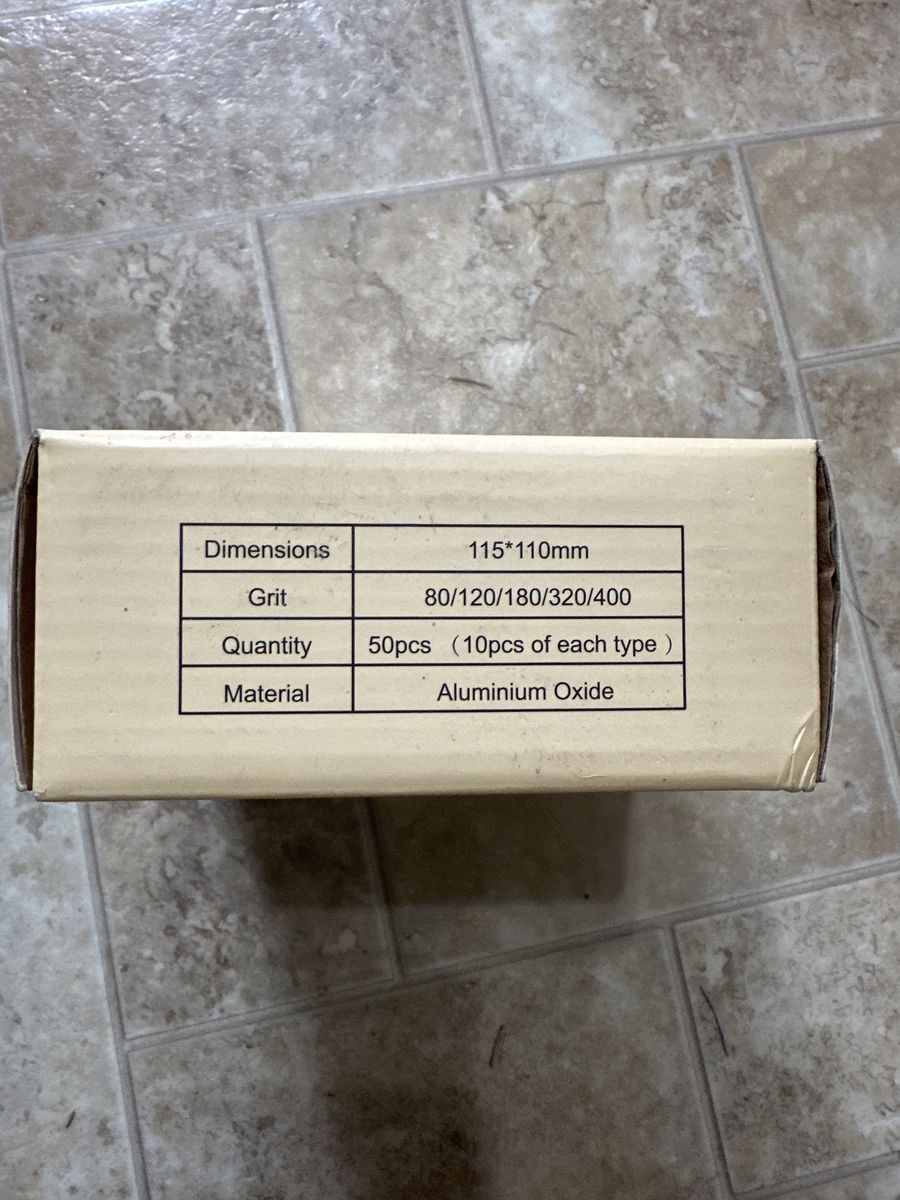 Dimensions 115*110mm
Grit 80/120/180/320/400
Quantity 50pcs （10pcs of each type ）
Material Aluminium Oxide